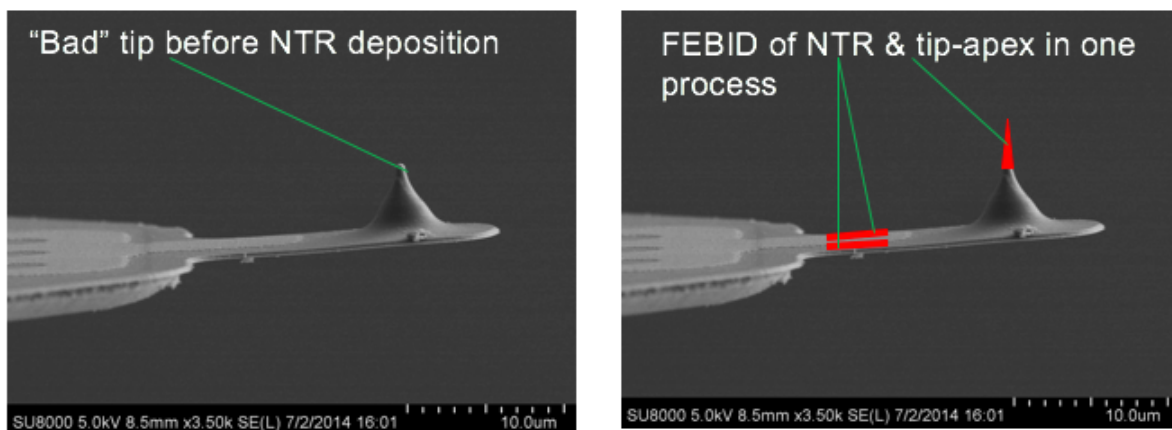 “Bad” tip before NTR deposition
SU8000 5.0kV 8.5mm x3.50k SE(L) 7/2/2014 16:01
10.0um
FEBID of NTR & tip-apex in one
process
SU8000 5.0kV 8.5mm x3.50k SE(L) 7/2/2014 16:01
10.0um